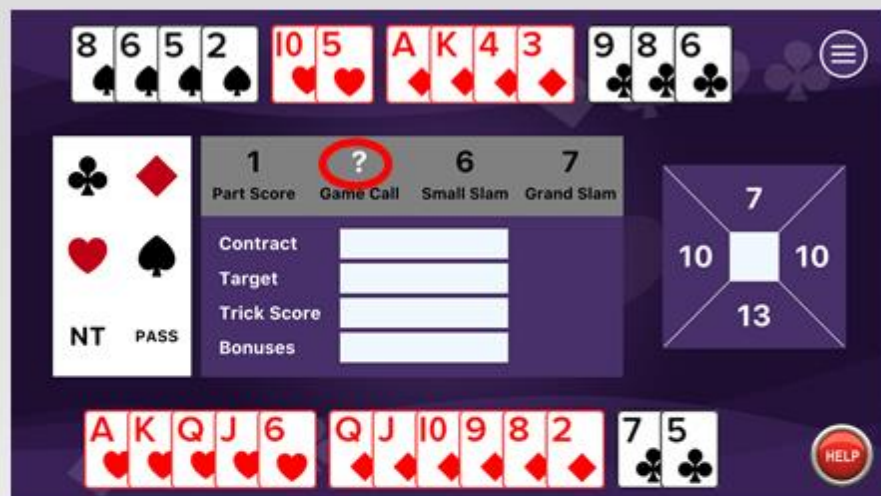 8 6 5 2 10 5 A K 4 3 9 8 6
1 ? 6 7
Part Score Game Call Small Slam Grand Slam
Contract
Target
Trick Score
Bonuses
NT PASS
7
10 10
13
A K Q J 6 Q J 10 9 8 2 7 5
HELP